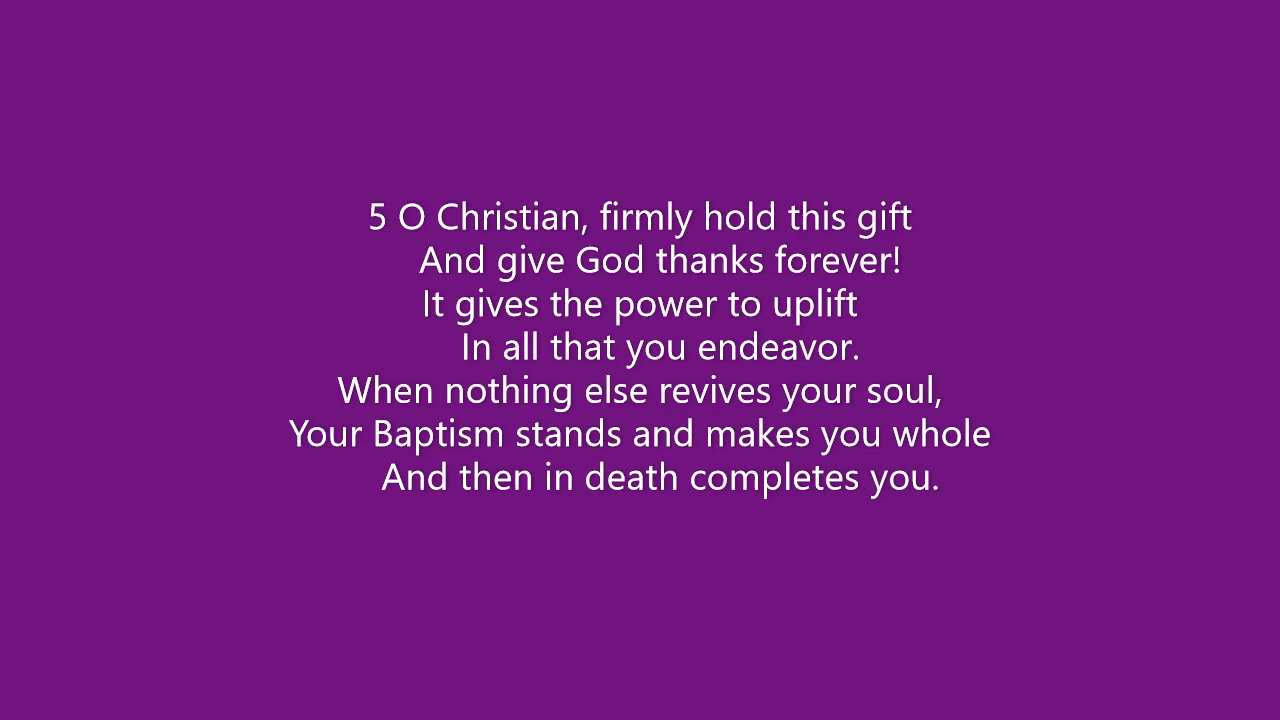 5 O Christian, firmly hold this gift
And give God thanks forever!
It gives the power to uplift
In all that you endeavor.
When nothing else revives your soul,
Your Baptism stands and makes you whole
And then in death completes you.